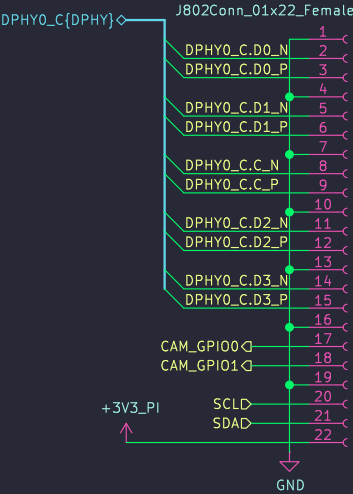 J802Conn_01x22_Female
DPHY0_C{DPHY}
1
DPHY0_C.D0_N 2
DPHY0_C.D0_P 3
4
DPHY0_C.D1_N 5
DPHY0_C.D1_P 6
7
DPHY0_C.C_N 8
DPHY0_C.C_P 9
10
DPHY0_C.D2_N 11
DPHY0_C.D2_P 12
13
DPHY0_C.D3_N 14
DPHY0_C.D3_P 15
16
CAM_GPIO0 17
CAM_GPIO1 18
19
+3V3_PI
SCL 20
SDA 21
22
GND